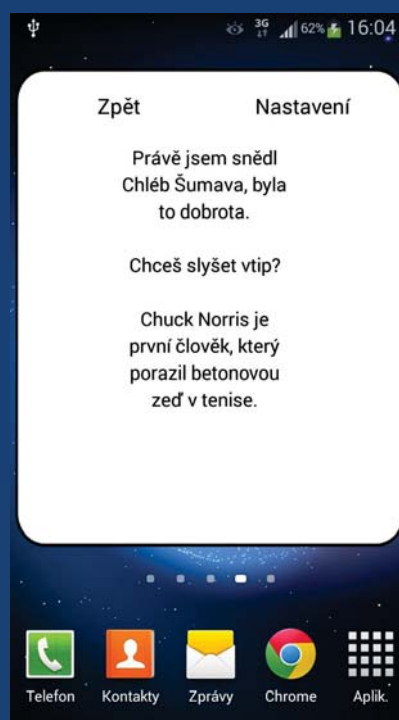 3G 62% 16:04
Zpět Nastavení
Právě jsem snědl
Chléb Šumava, byla
to dobrota.
Chceš slyšet vtip?
Chuck Norris je
první člověk, který
porazil betonovou
zeď v tenise.
Telefon Kontakty Zprávy Chrome Aplik.